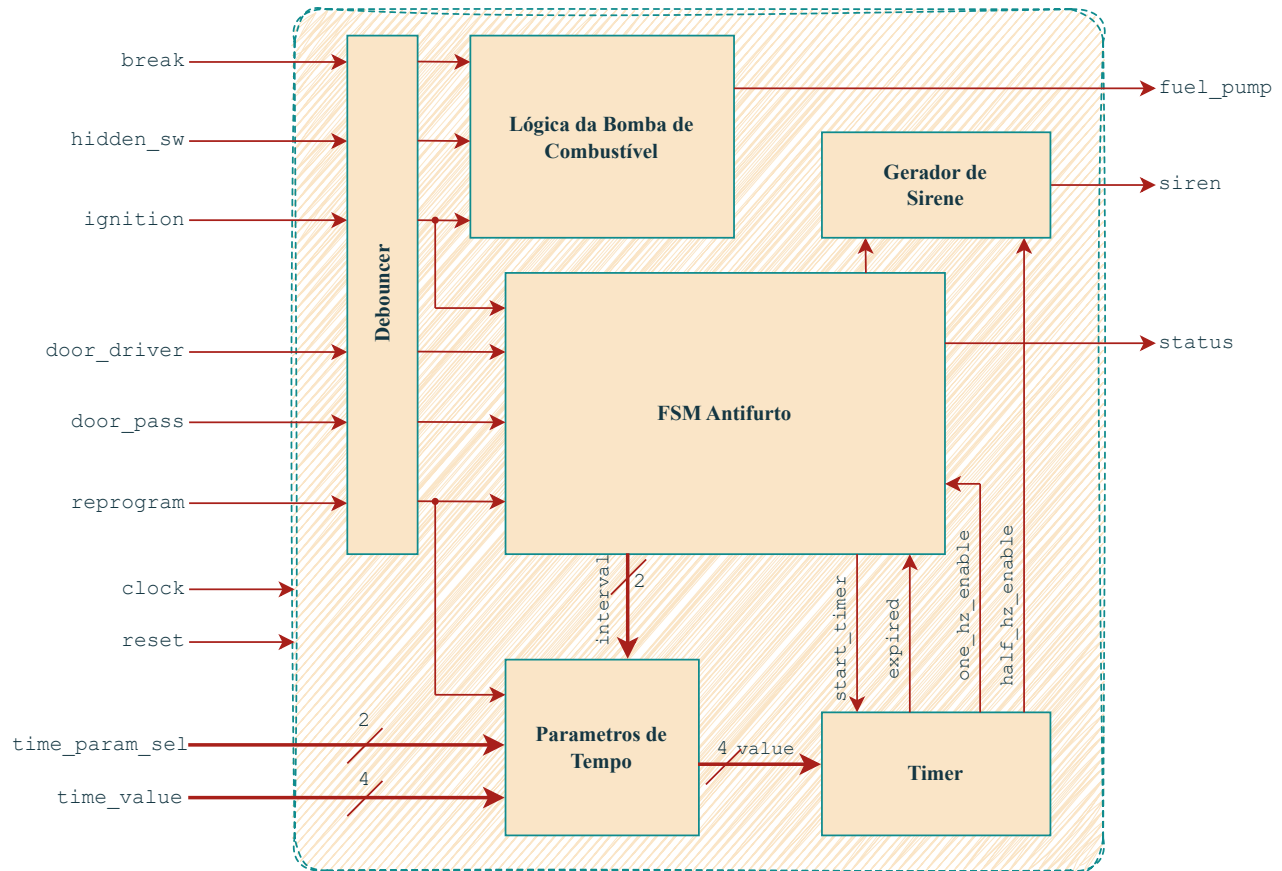 break
hidden_sw
ignition
door_driver
door_pass
reprogram
clock
reset
time_param_sel
time_value
2
4
Debouncer
Lógica da Bomba de
Combustível
Gerador de
Sirene
FSM Antifurto
interval
2
start_timer
expired
one_hz_enable
half_hz_enable
Parametros de
Tempo
4 value
Timer
fuel_pump
siren
status